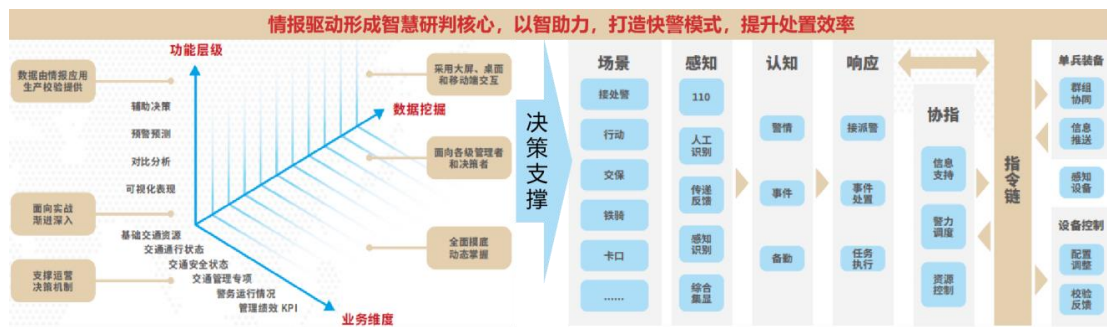 情报驱动形成智慧研判核心，以智助力，打造快警模式，提升处置效率
功能层级
数据由情报应用
生产校验提供
辅助决策
预警预测
对比分析
可视化表现
面向实战
渐进深入
支撑运营
决策机制
基础交通资源
交通通行状态
交通安全状态
交通管理专项
警务运行情况
管理绩效 KPI
业务维度
采用大屏、桌面
和移动端交互
数据挖掘
面向各级管理者
和决策者
全面摸底
动态掌握
决策支撑
场景
接处警
行动
交保
铁骑
卡口
……
感知
110
人工
识别
传递
反馈
感知
识别
综合
集显
认知
警情
事件
备勤
响应
接派警
事件
处置
任务
执行
协指
信息
支持
警力
调度
资源
控制
指令链
单兵装备
群组
协同
信息
推送
感知
设备
设备控制
配置
调整
校验
反馈